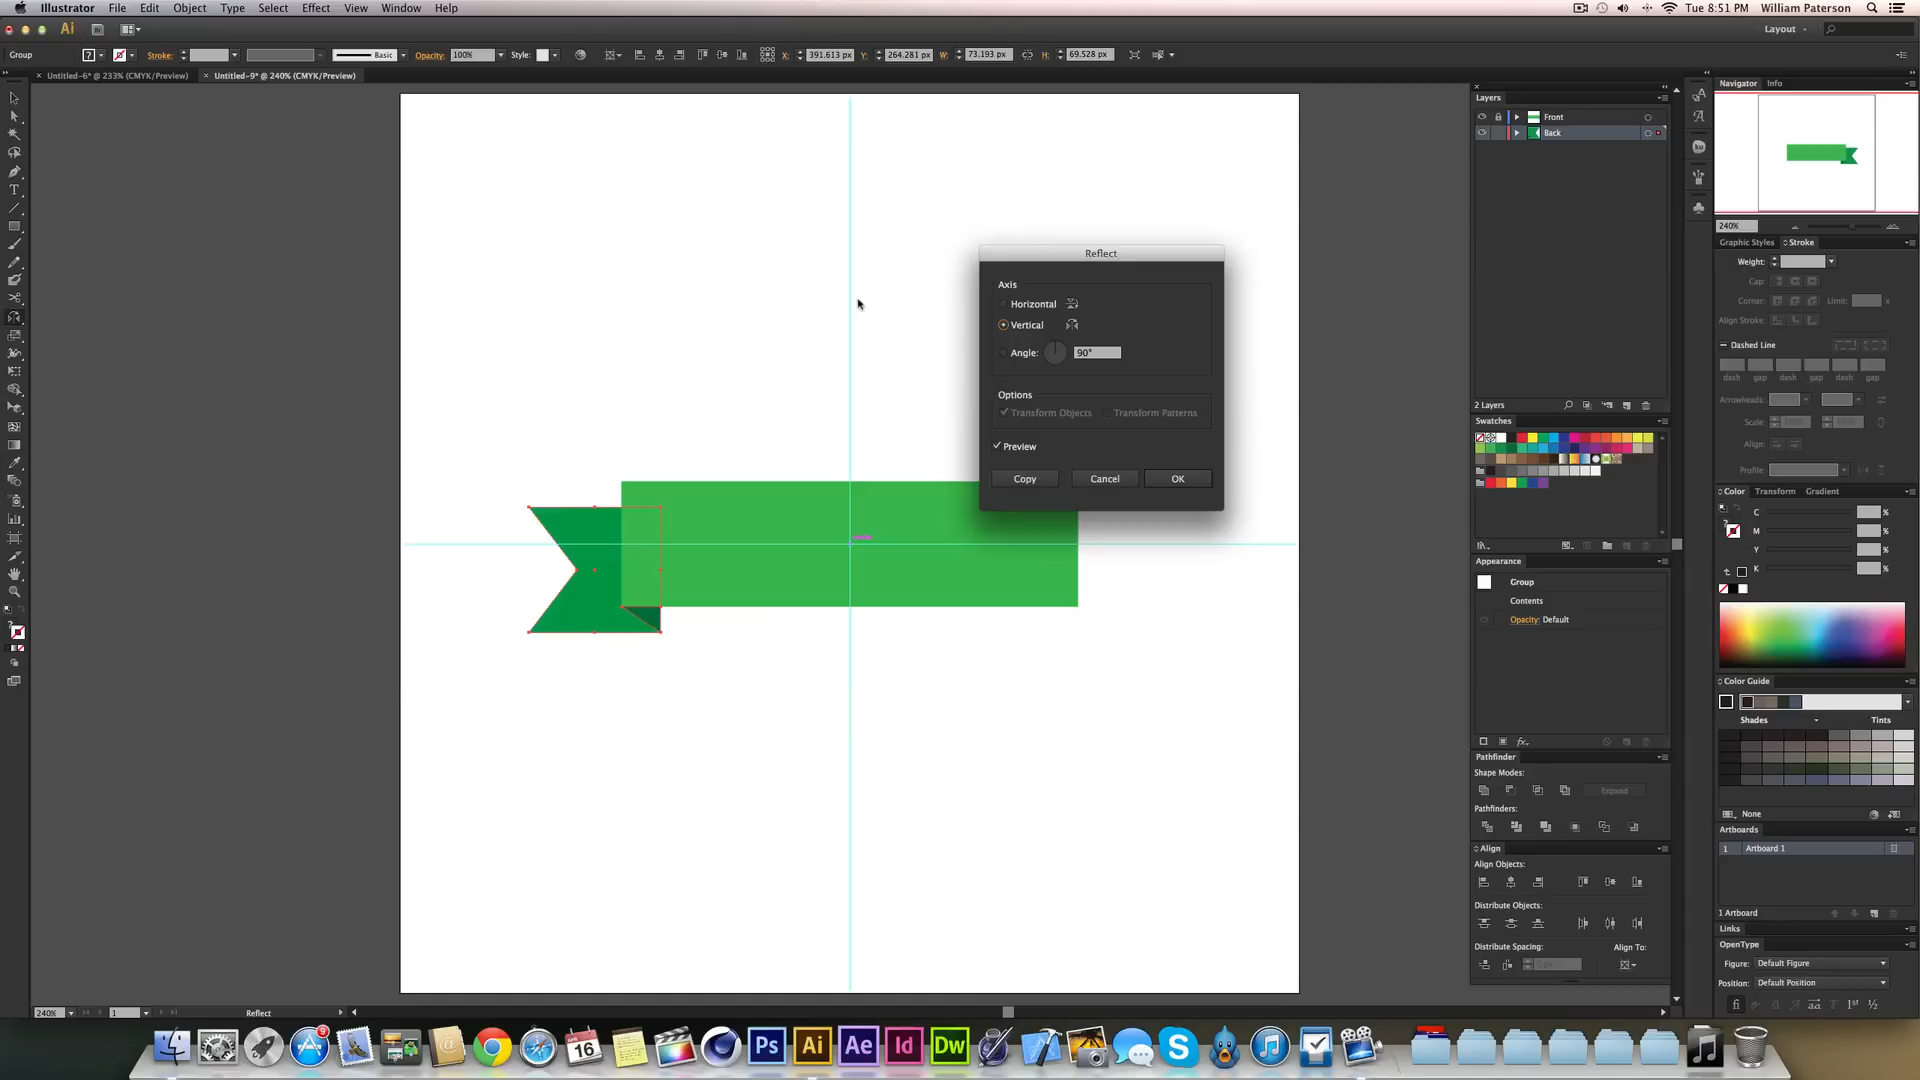 Illustrator File Edit Object Type Select Effect View Window Help
Tue 8:51 PM William Paterson
Ai Layout
Group ? Stroke: Basic Opacity: 100% Style: X: 391.613 px Y: 264.281 px W: 73.193 px H: 69.528 px
Untitled-6* @ 233% (CMYK/Preview) Untitled-9* @ 240% (CMYK/Preview)
Layers
Front
Back
2 Layers
Swatches
Appearance
Group
Contents
Opacity: Default
Pathfinder
Shape Modes:
Expand
Pathfinders:
Align
Align Objects:
Distribute Objects:
Distribute Spacing: Align To:
Navigator Info
240%
Graphic Styles Stroke
Weight:
Cap:
Corner: Limit: x
Align Stroke:
Dashed Line
dash gap dash gap dash gap
Arrowheads:
Scale:
Align:
Profile:
Color Transform Gradient
C %
M %
Y %
K %
Color Guide
Shades Tints
None
Artboards
1 Artboard 1
1 Artboard
Links
OpenType
Figure: Default Figure
Position: Default Position
Reflect
Axis
Horizontal
Vertical
Angle: 90°
Options
Transform Objects Transform Patterns
Preview
Copy Cancel OK
240% 1 Reflect
9 APR 16 Ps Ai Ae Id Dw